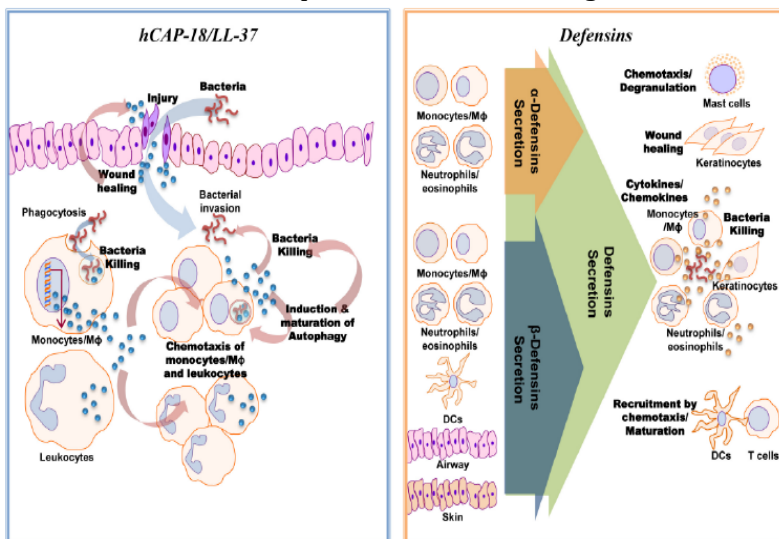 hCAP-18/LL-37
Bacteria
Injury
Wound
healing
Phagocytosis
Bacterial
invasion
Bacteria
Killing
Bacteria
Killing
Induction &
maturation of
Autophagy
Monocytes/Mφ
Chemotaxis of
monocytes/Mφ
and leukocytes
Leukocytes
Defensins
Monocytes/Mφ
Neutrophils/
eosinophils
α-Defensins
Secretion
Monocytes/Mφ
Neutrophils/
eosinophils
DCs
Airway
Skin
β-Defensins
Secretion
Defensins
Secretion
Chemotaxis/
Degranulation
Mast cells
Wound
healing
Keratinocytes
Cytokines/
Chemokines
Monocytes
/Mφ
Bacteria
Killing
Keratinocytes
Neutrophils/
eosinophils
Recruitment by
chemotaxis/
Maturation
DCs
T cells